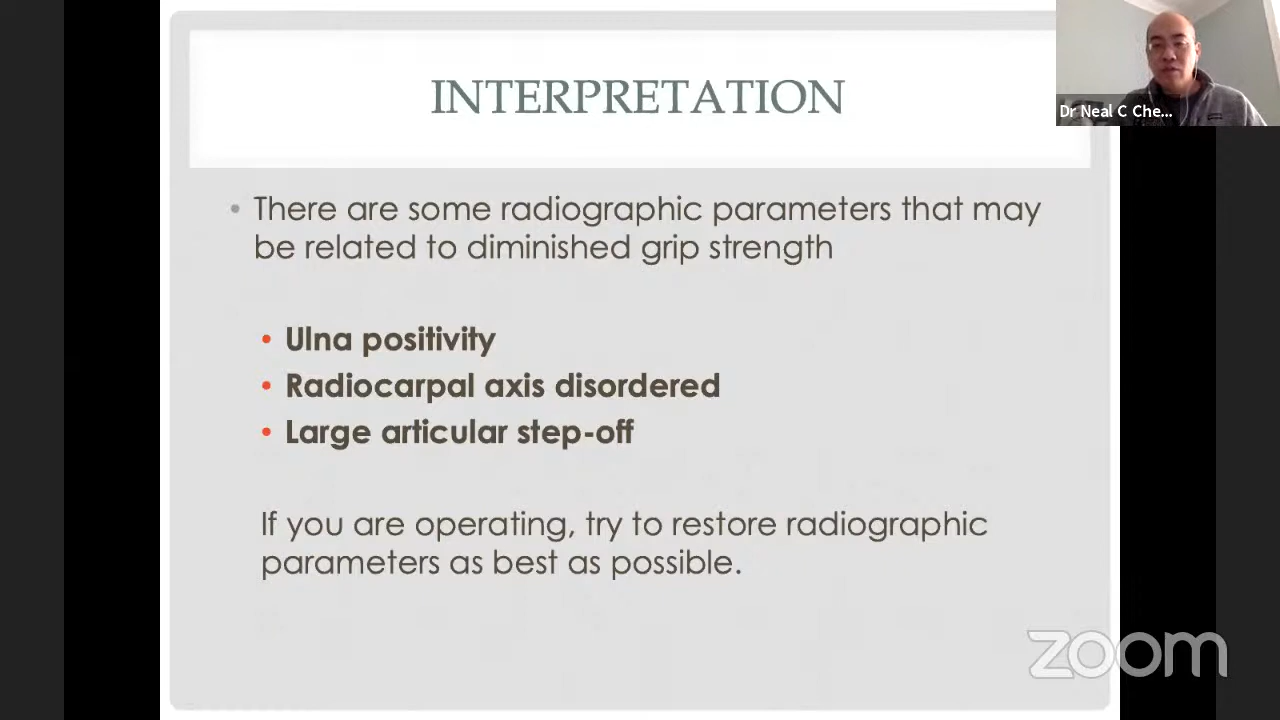 INTERPRETATION
Dr Neal C Che...
• There are some radiographic parameters that may
be related to diminished grip strength
• Ulna positivity
• Radiocarpal axis disordered
• Large articular step-off
If you are operating, try to restore radiographic
parameters as best as possible.
zoom